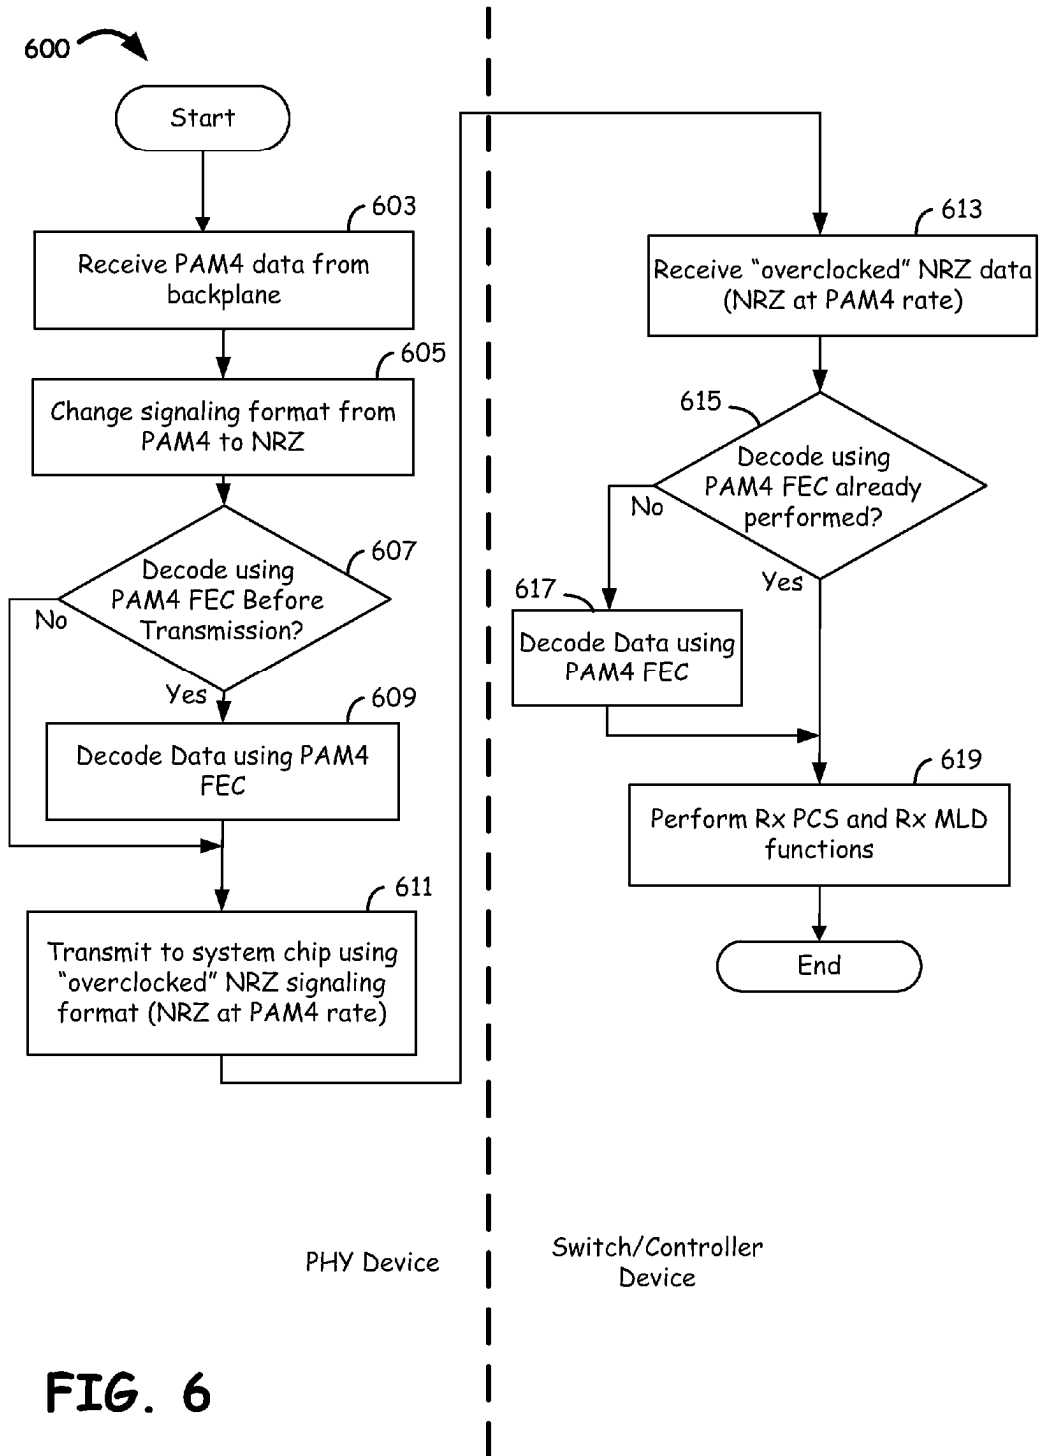 600
Start
603
Receive PAM4 data from
backplane
605
Change signaling format from
PAM4 to NRZ
607
Decode using
PAM4 FEC Before
Transmission?
No
Yes
609
Decode Data using PAM4
FEC
611
Transmit to system chip using
“overclocked” NRZ signaling
format (NRZ at PAM4 rate)
613
Receive “overclocked” NRZ data
(NRZ at PAM4 rate)
615
Decode using
PAM4 FEC already
performed?
No
Yes
617
Decode Data using
PAM4 FEC
619
Perform Rx PCS and Rx MLD
functions
End
PHY Device
Switch/Controller
Device
FIG. 6